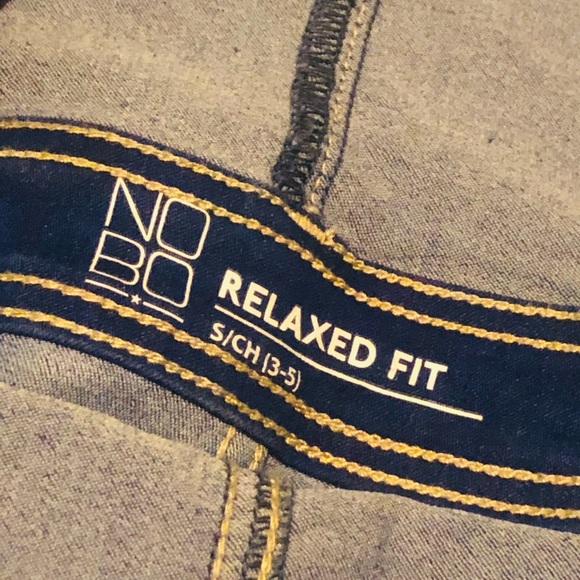 NO
BO
RELAXED FIT
S/CH (3-5)